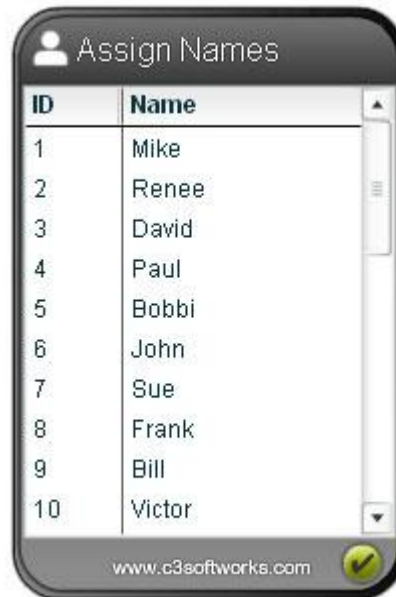 Assign Names
ID Name
1 Mike
2 Renee
3 David
4 Paul
5 Bobbi
6 John
7 Sue
8 Frank
9 Bill
10 Victor
www.c3softworks.com